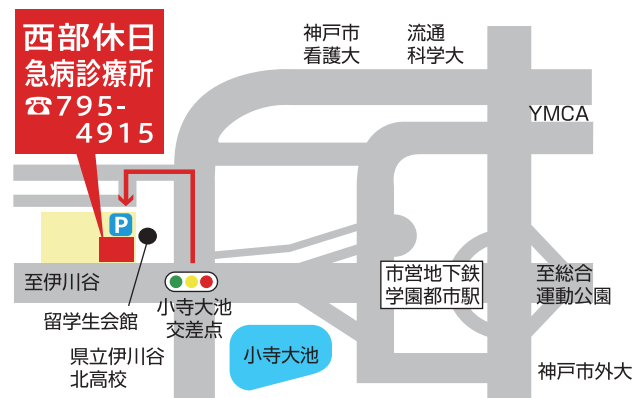 西部休日
急病診療所
☎795-
4915
神戸市
看護大
流通
科学大
YMCA
P
至伊川谷
留学生会館
小寺大池
交差点
県立伊川谷
北高校
小寺大池
市営地下鉄
学園都市駅
至総合
運動公園
神戸市外大